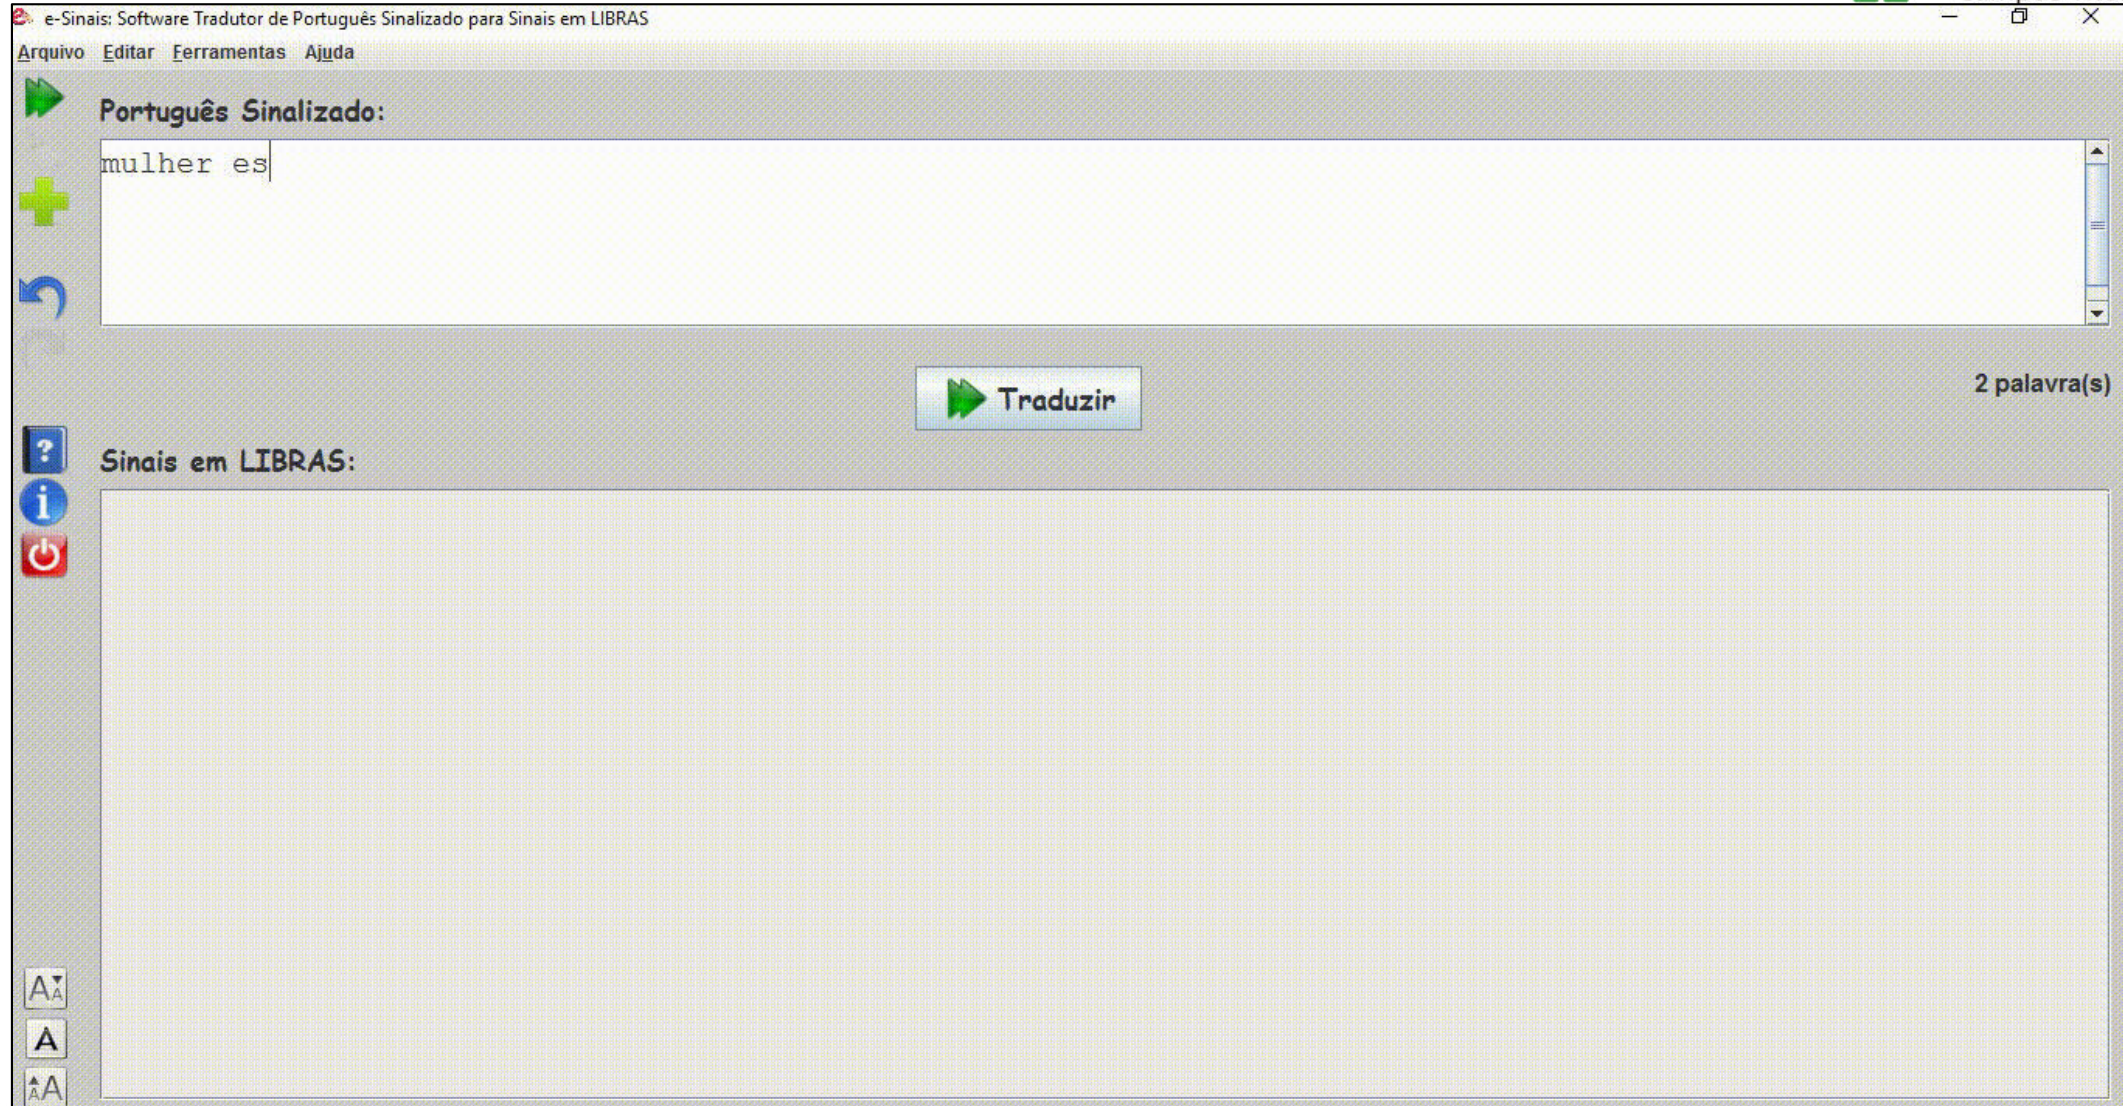 e-Sinais: Software Tradutor de Português Sinalizado para Sinais em LIBRAS
Arquivo Editar Ferramentas Ajuda
Português Sinalizado:
mulher es
Traduzir
2 palavra(s)
Sinais em LIBRAS: